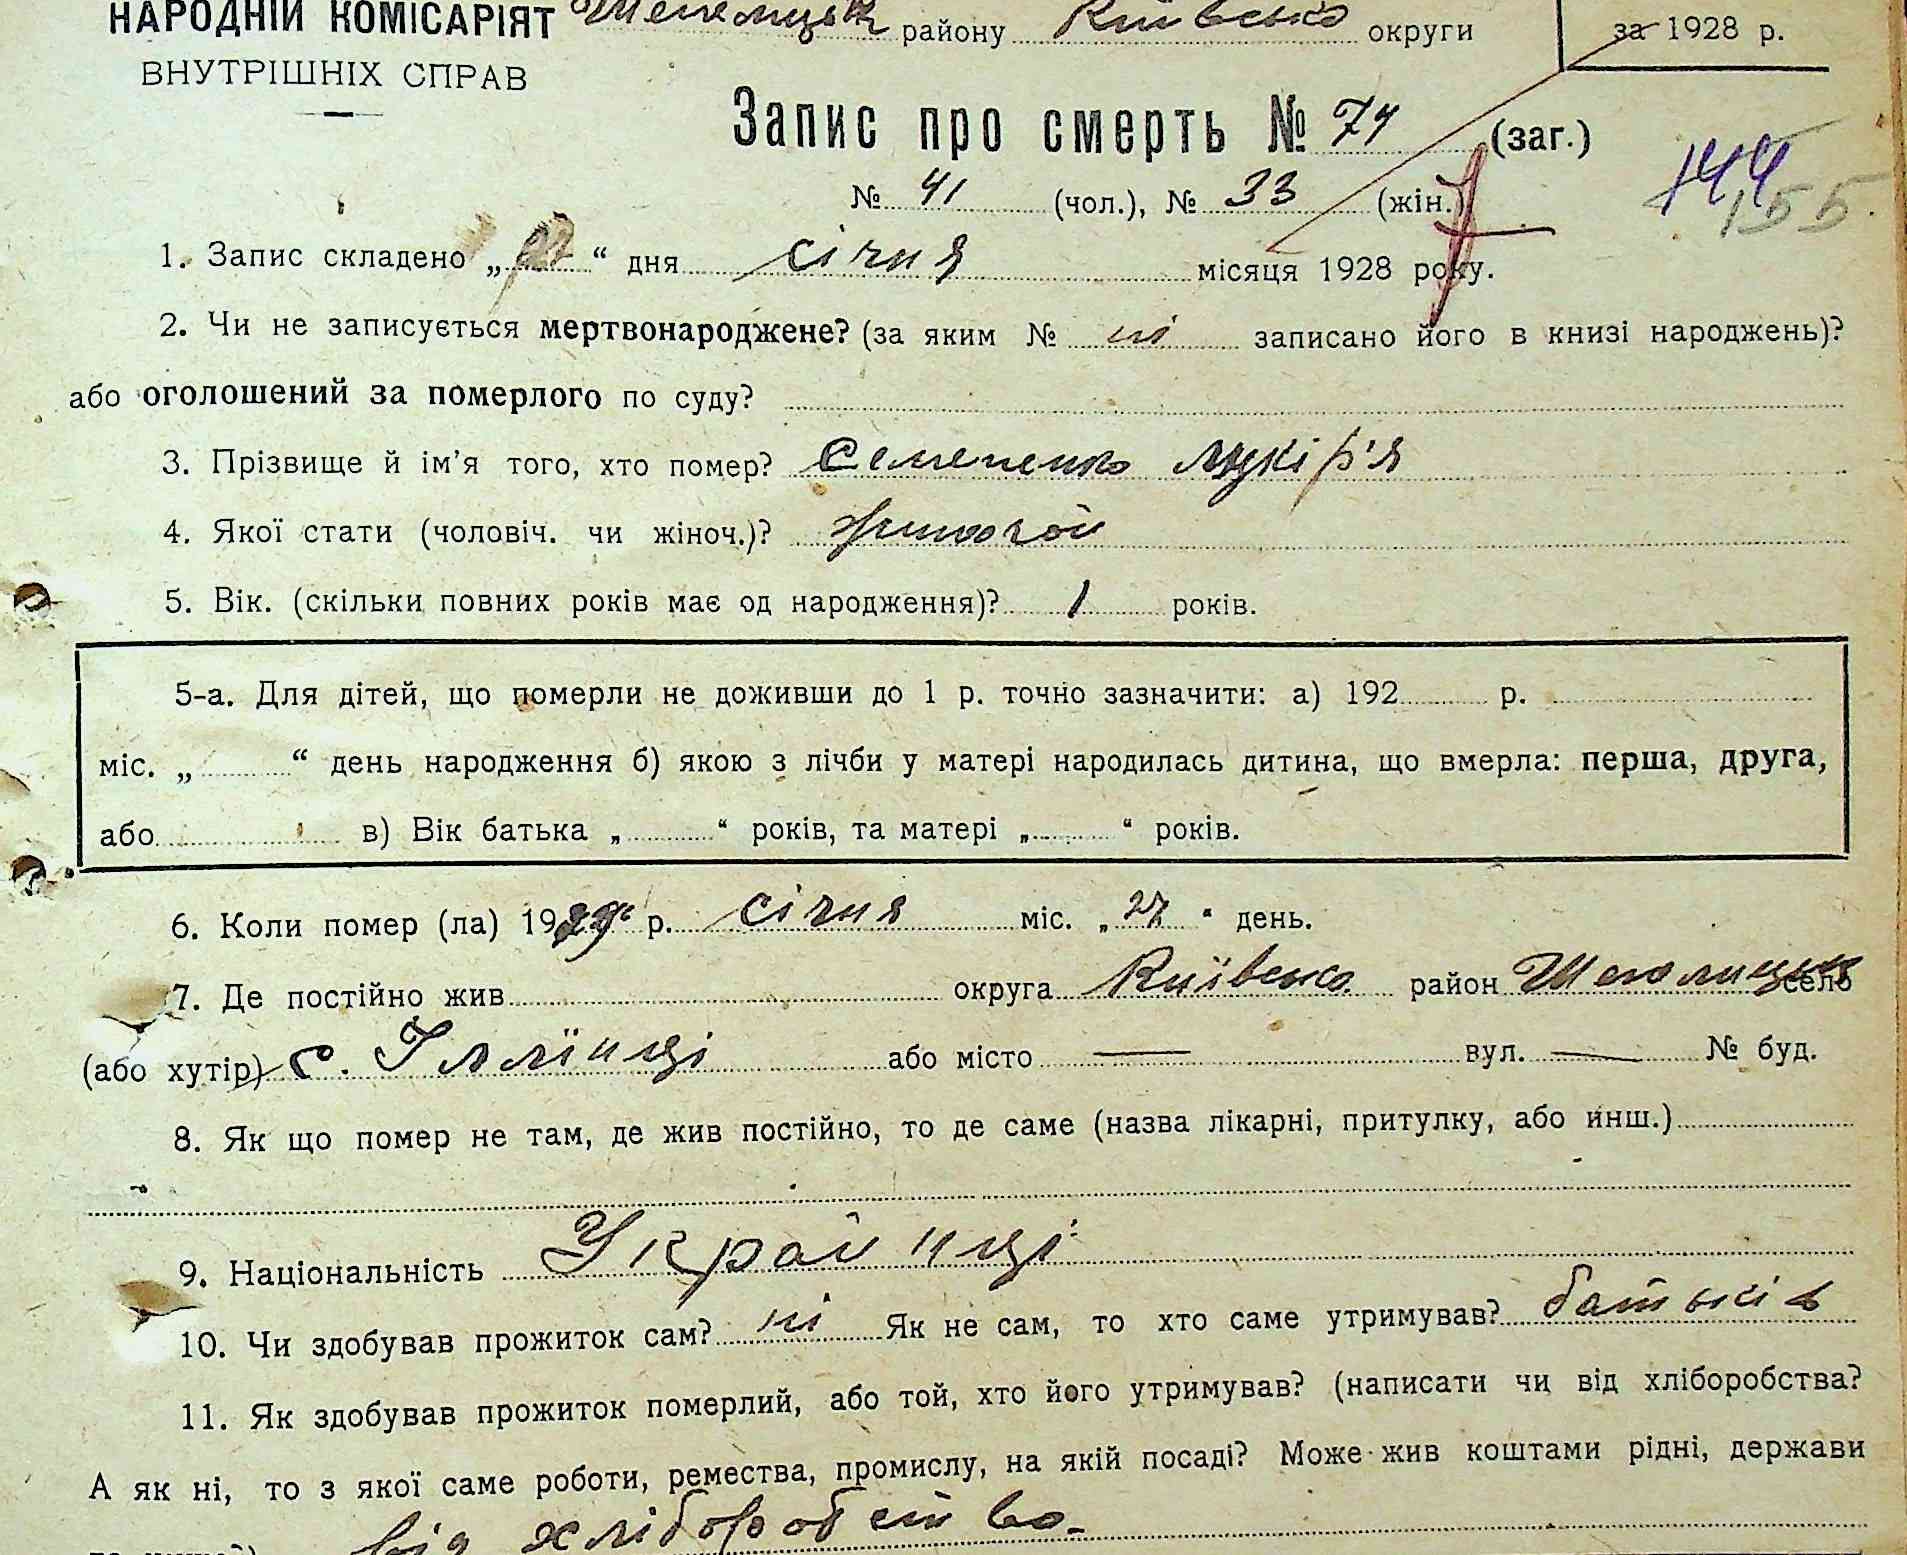 НАРОДНІЙ КОМІСАРІЯТ району Київсько округи за 1928 р.
ВНУТРІШНІХ СПРАВ
Запис про смерть № 74 (заг.)
№ 41 (чол.), № 33 (жін.)
144
155
1. Запис складено „ “ дня січня місяця 1928 року.
2. Чи не записується мертвонароджене? (за яким № ні записано його в книзі народжень)?
або оголошений за померлого по суду?
3. Прізвище й ім’я того, хто помер? Семененко Лукір’я
4. Якої стати (чоловіч. чи жіноч.)? жиночой
5. Вік. (скільки повних років має од народження)? 1 років.
5-а. Для дітей, що померли не доживши до 1 р. точно зазначити: а) 192 р.
міс. „ “ день народження б) якою з лічби у матері народилась дитина, що вмерла: перша, друга,
або в) Вік батька „ “ років, та матері „ “ років.
6. Коли помер (ла) 1929 р. січня міс. „27“ день.
7. Де постійно жив округа Київсько район село
(або хутір) с. Іллїнці або місто — вул. — № буд.
8. Як що помер не там, де жив постійно, то де саме (назва лікарні, притулку, або инш.)
9. Національність Українці
10. Чи здобував прожиток сам? ні Як не сам, то хто саме утримував? батьків
11. Як здобував прожиток померлий, або той, хто його утримував? (написати чи від хліборобства?
А як ні, то з якої саме роботи, ремества, промислу, на якій посаді? Може жив коштами рідні, держави
від хліборобство